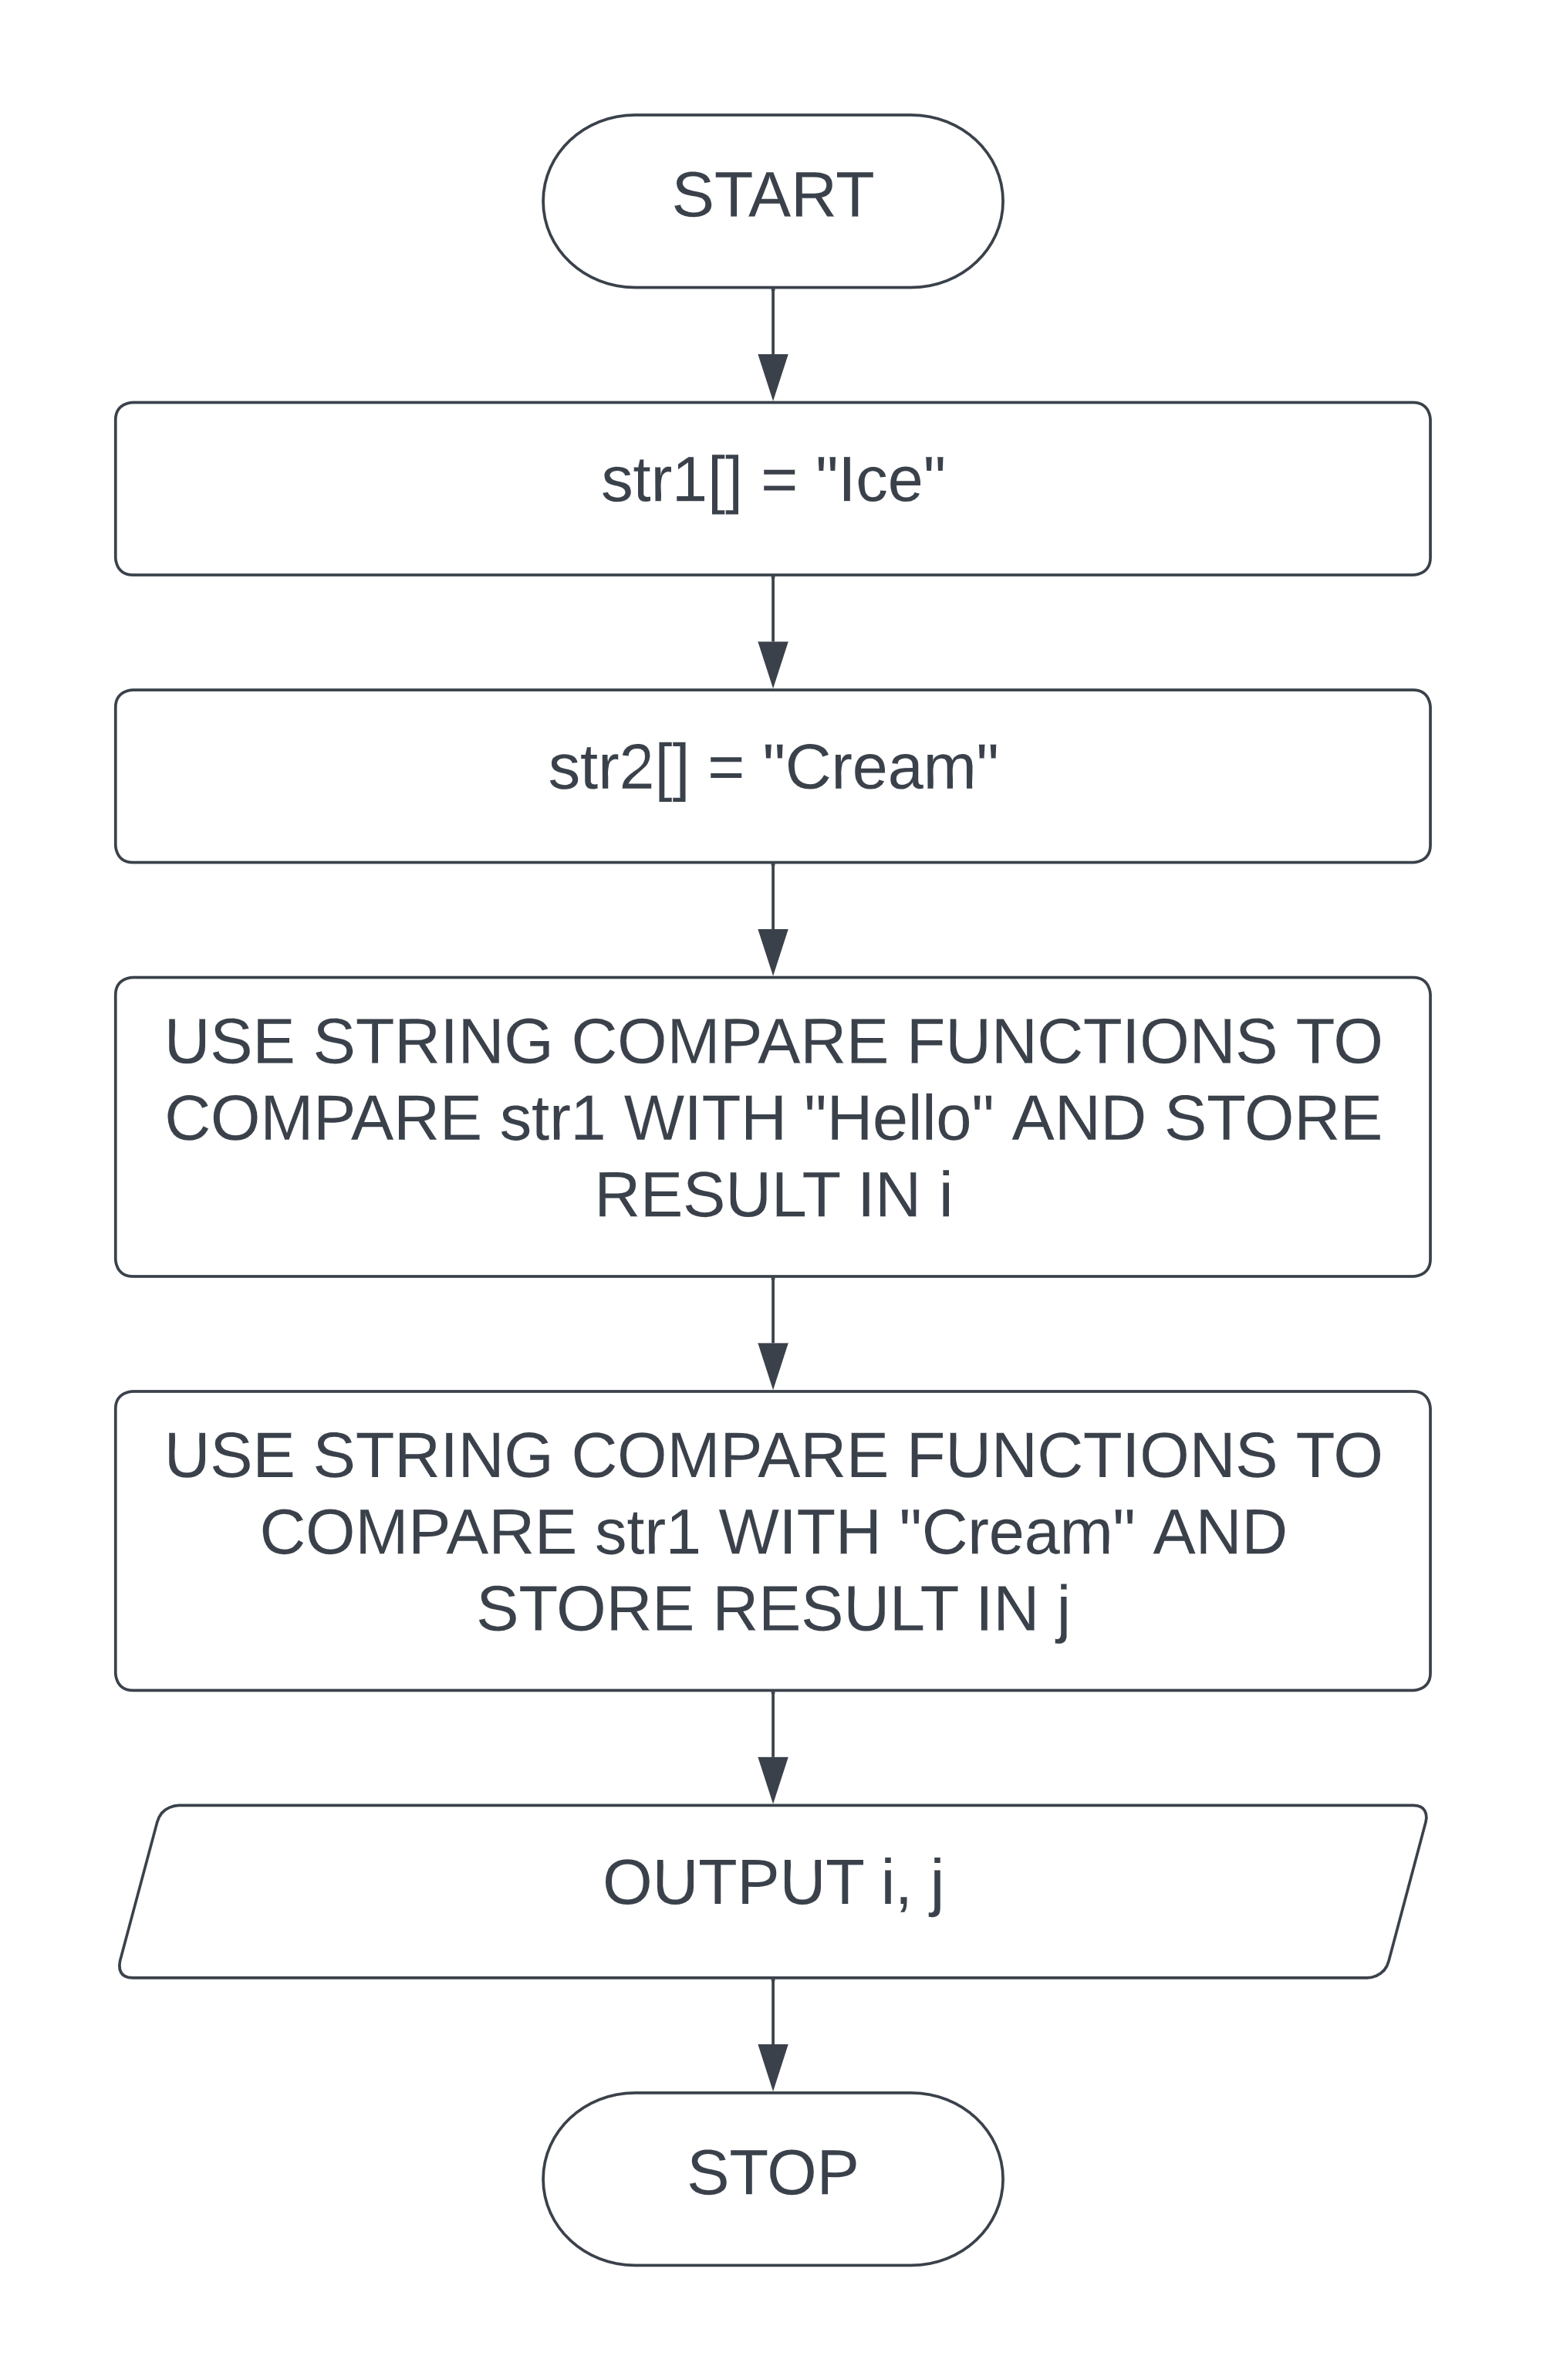 START
str1[] = "Ice"
str2[] = "Cream"
USE STRING COMPARE FUNCTIONS TO
COMPARE str1 WITH "Hello" AND STORE
RESULT IN i
USE STRING COMPARE FUNCTIONS TO
COMPARE str1 WITH "Cream" AND
STORE RESULT IN j
OUTPUT i, j
STOP